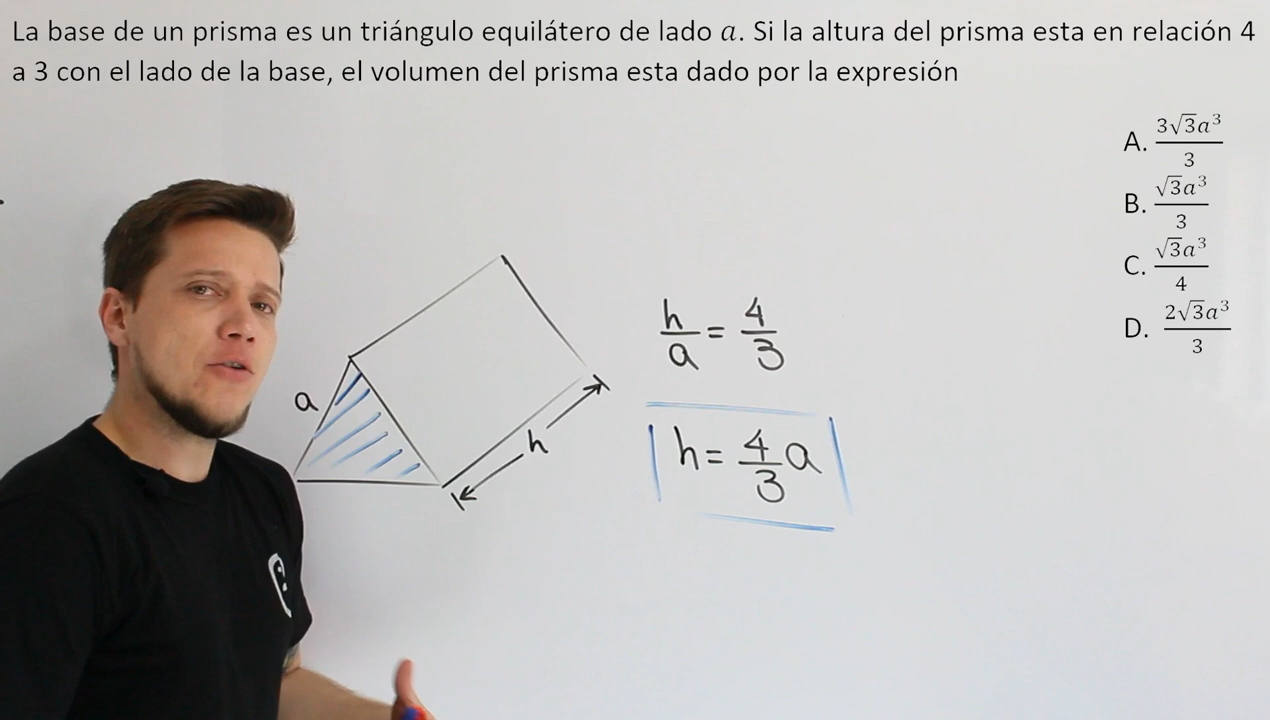 La base de un prisma es un triángulo equilátero de lado a. Si la altura del prisma esta en relación 4
a 3 con el lado de la base, el volumen del prisma esta dado por la expresión
A. 3√3a³/3
B. √3a³/3
C. √3a³/4
D. 2√3a³/3
a
h
h/a = 4/3
h = 4/3 a